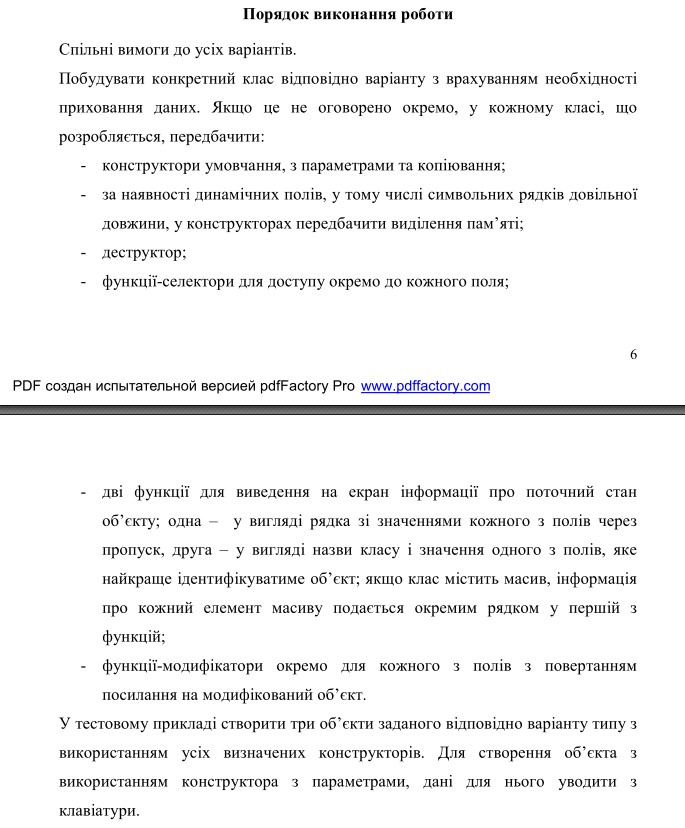 Порядок виконання роботи
Спільні вимоги до усіх варіантів.
Побудувати конкретний клас відповідно варіанту з врахуванням необхідності
приховання даних. Якщо це не оговорено окремо, у кожному класі, що
розробляється, передбачити:
- конструктори умовчання, з параметрами та копіювання;
- за наявності динамічних полів, у тому числі символьних рядків довільної
довжини, у конструкторах передбачити виділення пам’яті;
- деструктор;
- функції-селектори для доступу окремо до кожного поля;
6
PDF создан испытательной версией pdfFactory Pro www.pdffactory.com
- дві функції для виведення на екран інформації про поточний стан
об’єкту; одна – у вигляді рядка зі значеннями кожного з полів через
пропуск, друга – у вигляді назви класу і значення одного з полів, яке
найкраще ідентифікуватиме об’єкт; якщо клас містить масив, інформація
про кожний елемент масиву подається окремим рядком у першій з
функцій;
- функції-модифікатори окремо для кожного з полів з повертанням
посилання на модифікований об’єкт.
У тестовому прикладі створити три об’єкти заданого відповідно варіанту типу з
використанням усіх визначених конструкторів. Для створення об’єкта з
використанням конструктора з параметрами, дані для нього уводити з
клавіатури.